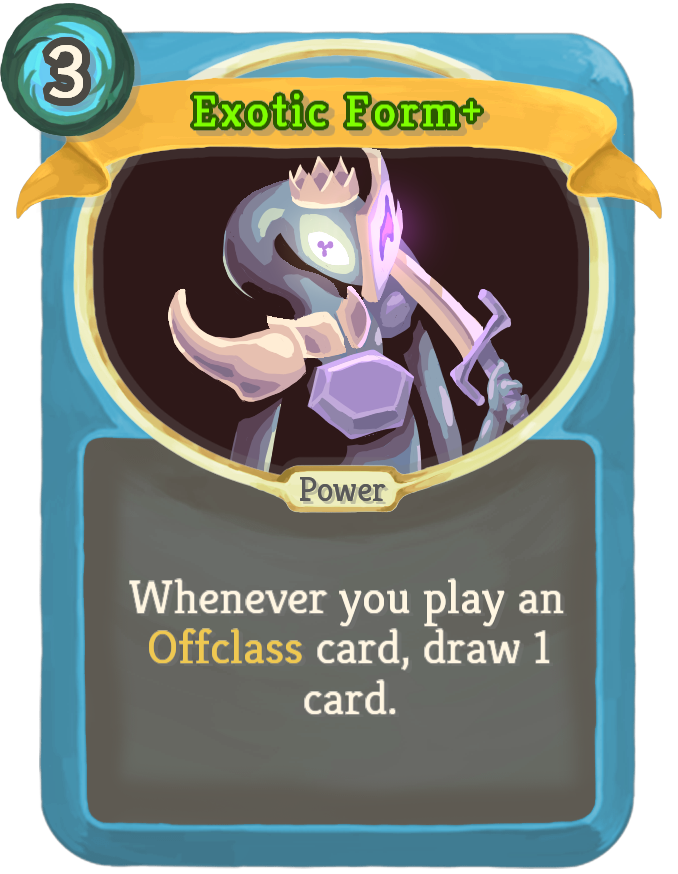 3
Exotic Form+
Power
Whenever you play an
Offclass card, draw 1
card.